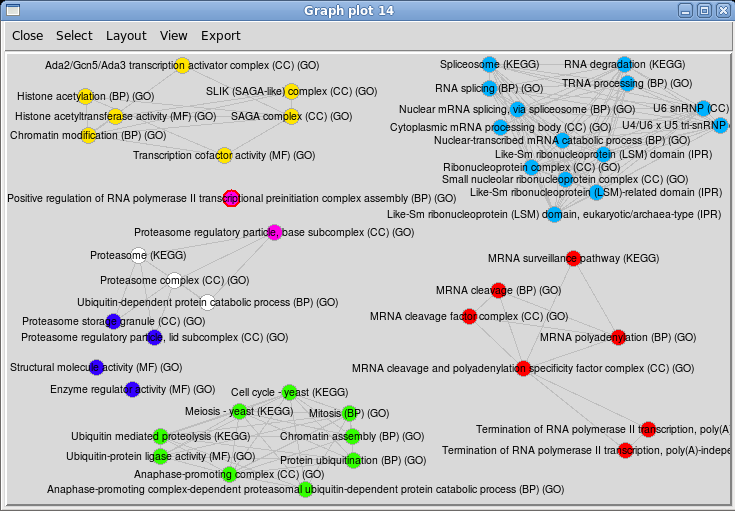 Graph plot 14
Close Select Layout View Export
Ada2/Gcn5/Ada3 transcription activator complex (CC) (GO)
Histone acetylation (BP) (GO)
SLIK (SAGA-like) complex (CC) (GO)
Histone acetyltransferase activity (MF) (GO)
SAGA complex (CC) (GO)
Chromatin modification (BP) (GO)
Transcription cofactor activity (MF) (GO)
Spliceosome (KEGG)
RNA degradation (KEGG)
RNA splicing (BP) (GO)
TRNA processing (BP) (GO)
Nuclear mRNA splicing, via spliceosome (BP) (GO)
U6 snRNP (CC)
Cytoplasmic mRNA processing body (CC) (GO)
U4/U6 x U5 tri-snRNP
Nuclear-transcribed mRNA catabolic process (BP) (GO)
Like-Sm ribonucleoprotein (LSM) domain (IPR)
Ribonucleoprotein complex (CC) (GO)
Small nucleolar ribonucleoprotein complex (CC) (GO)
Like-Sm ribonucleoprotein (LSM)-related domain (IPR)
Like-Sm ribonucleoprotein (LSM) domain, eukaryotic/archaea-type (IPR)
Positive regulation of RNA polymerase II transcriptional preinitiation complex assembly (BP) (GO)
Proteasome regulatory particle, base subcomplex (CC) (GO)
Proteasome (KEGG)
Proteasome complex (CC) (GO)
Ubiquitin-dependent protein catabolic process (BP) (GO)
Proteasome storage granule (CC) (GO)
Proteasome regulatory particle, lid subcomplex (CC) (GO)
Structural molecule activity (MF) (GO)
Enzyme regulator activity (MF) (GO)
MRNA surveillance pathway (KEGG)
MRNA cleavage (BP) (GO)
MRNA cleavage factor complex (CC) (GO)
MRNA polyadenylation (BP) (GO)
MRNA cleavage and polyadenylation specificity factor complex (CC) (GO)
Termination of RNA polymerase II transcription, poly(A
Termination of RNA polymerase II transcription, poly(A)-indepe
Cell cycle - yeast (KEGG)
Meiosis - yeast (KEGG)
Mitosis (BP) (GO)
Ubiquitin mediated proteolysis (KEGG)
Chromatin assembly (BP) (GO)
Ubiquitin-protein ligase activity (MF) (GO)
Protein ubiquitination (BP) (GO)
Anaphase-promoting complex (CC) (GO)
Anaphase-promoting complex-dependent proteasomal ubiquitin-dependent protein catabolic process (BP) (GO)